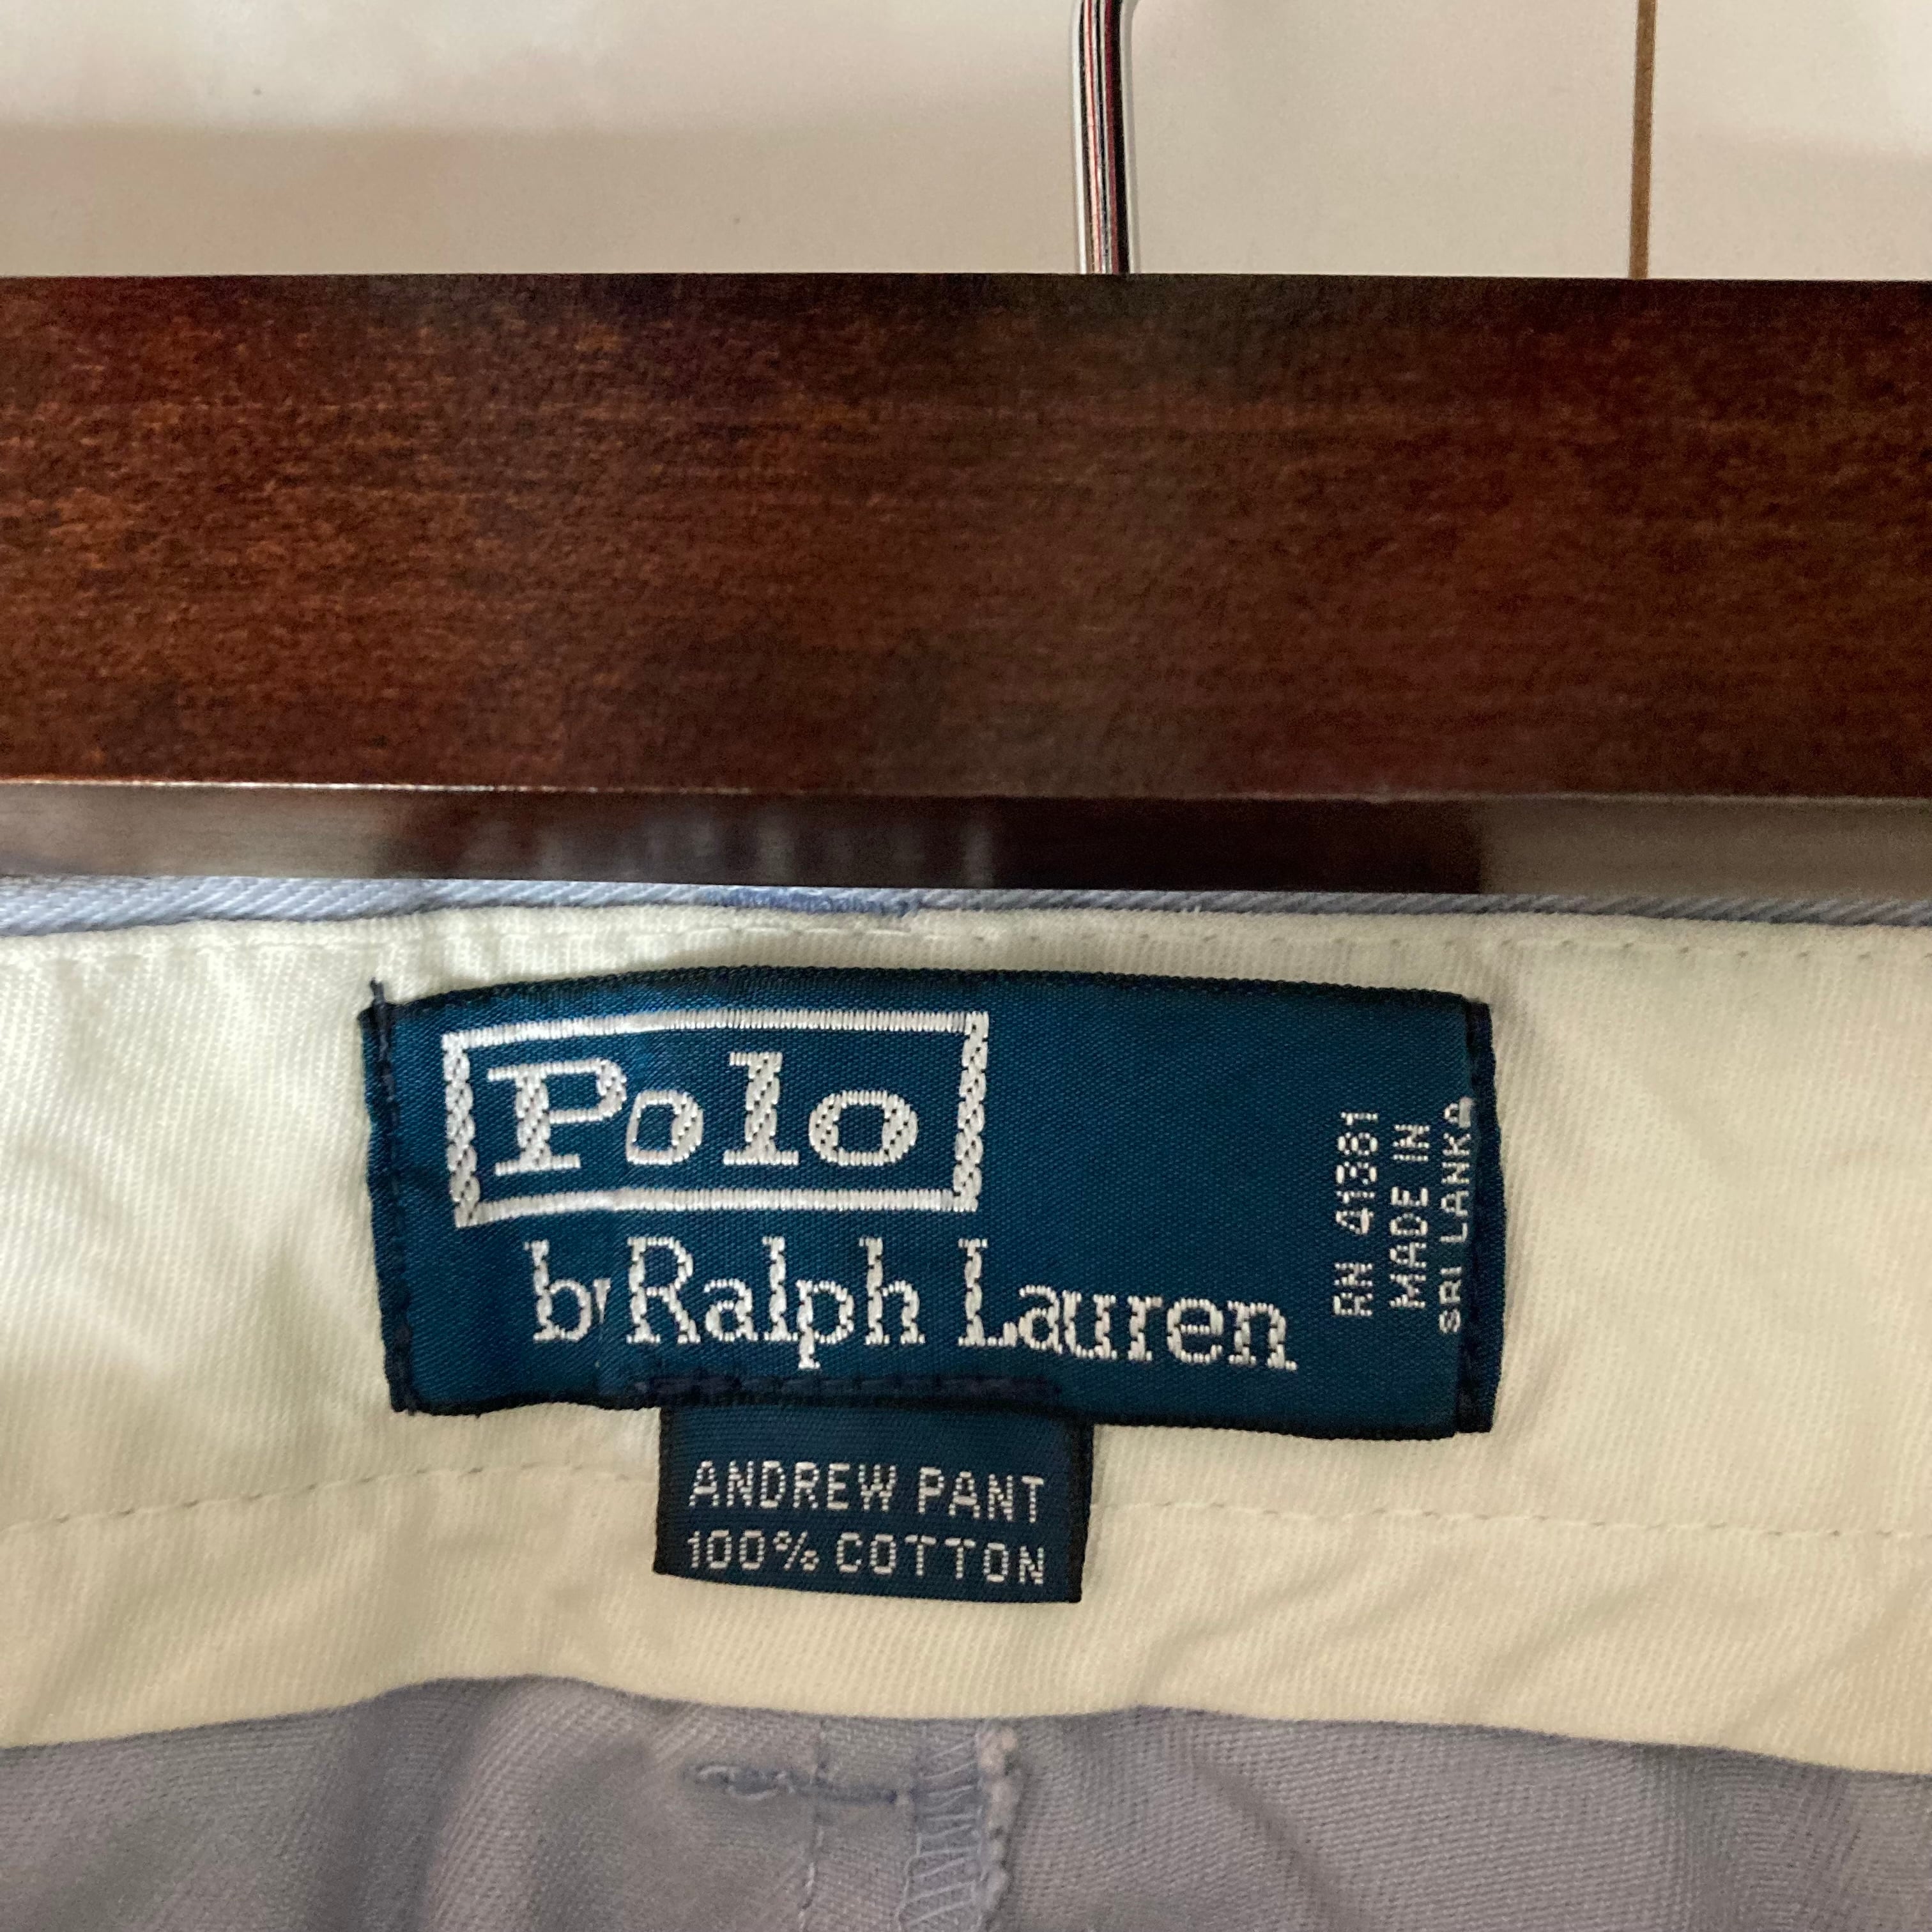 Polo
by Ralph Lauren
RN 41381
MADE IN
SRI LANKA
ANDREW PANT
100% COTTON